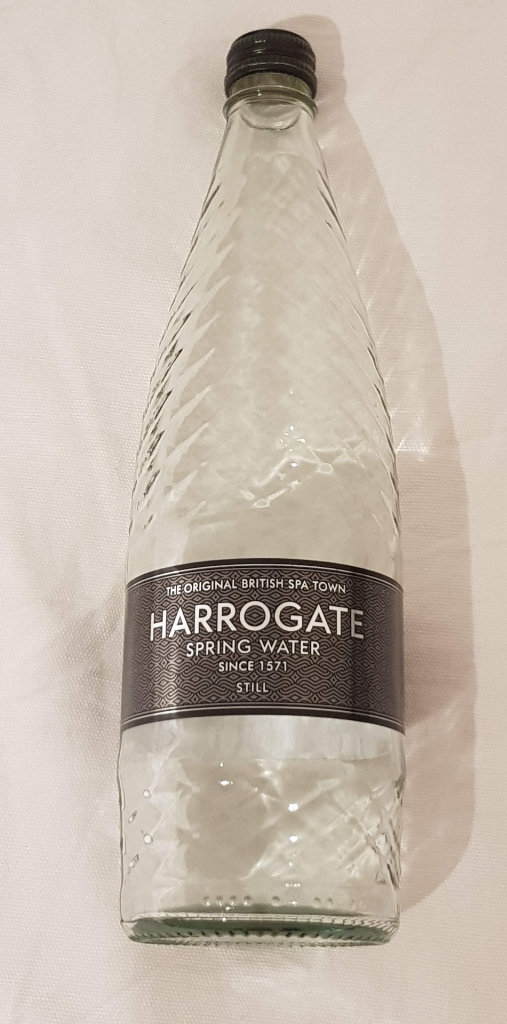 THE ORIGINAL BRITISH SPA TOWN
HARROGATE
SPRING WATER
SINCE 1571
STILL